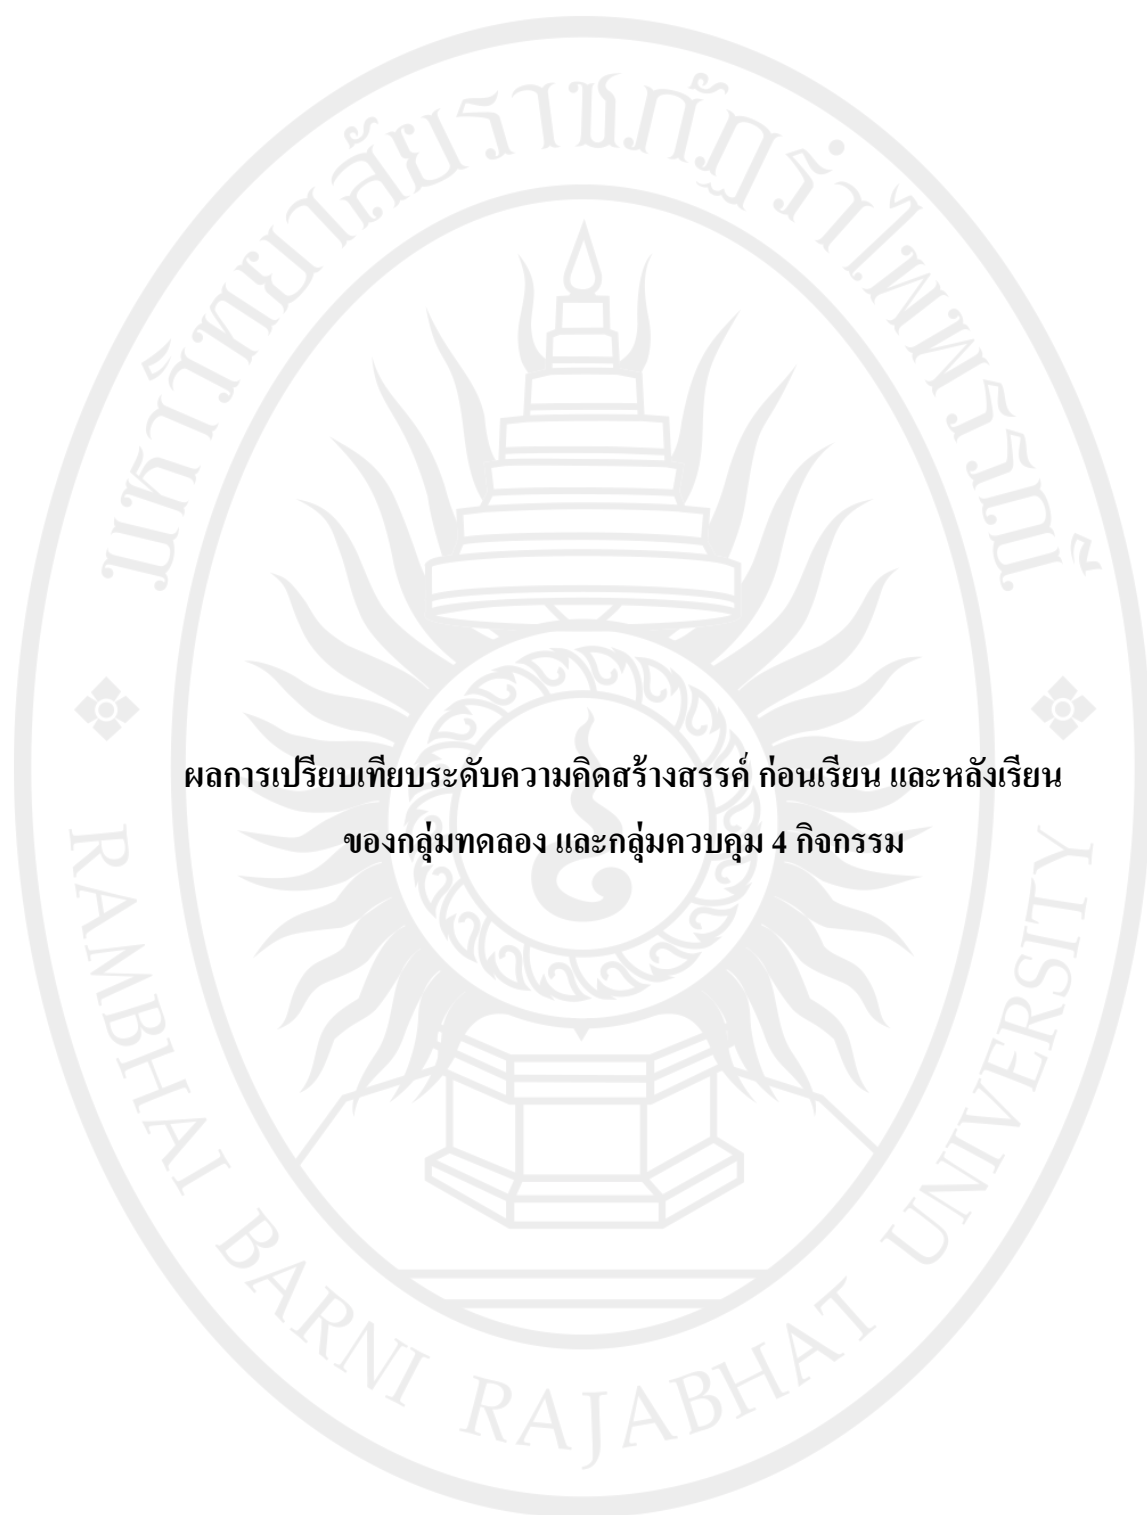 มหาวิทยาลัยราชภัฏรำไพพรรณี
ผลการเปรียบเทียบระดับความคิดสร้างสรรค์ ก่อนเรียน และหลังเรียน
ของกลุ่มทดลอง และกลุ่มควบคุม 4 กิจกรรม
RAMBHAI BARNI RAJABHAT UNIVERSITY